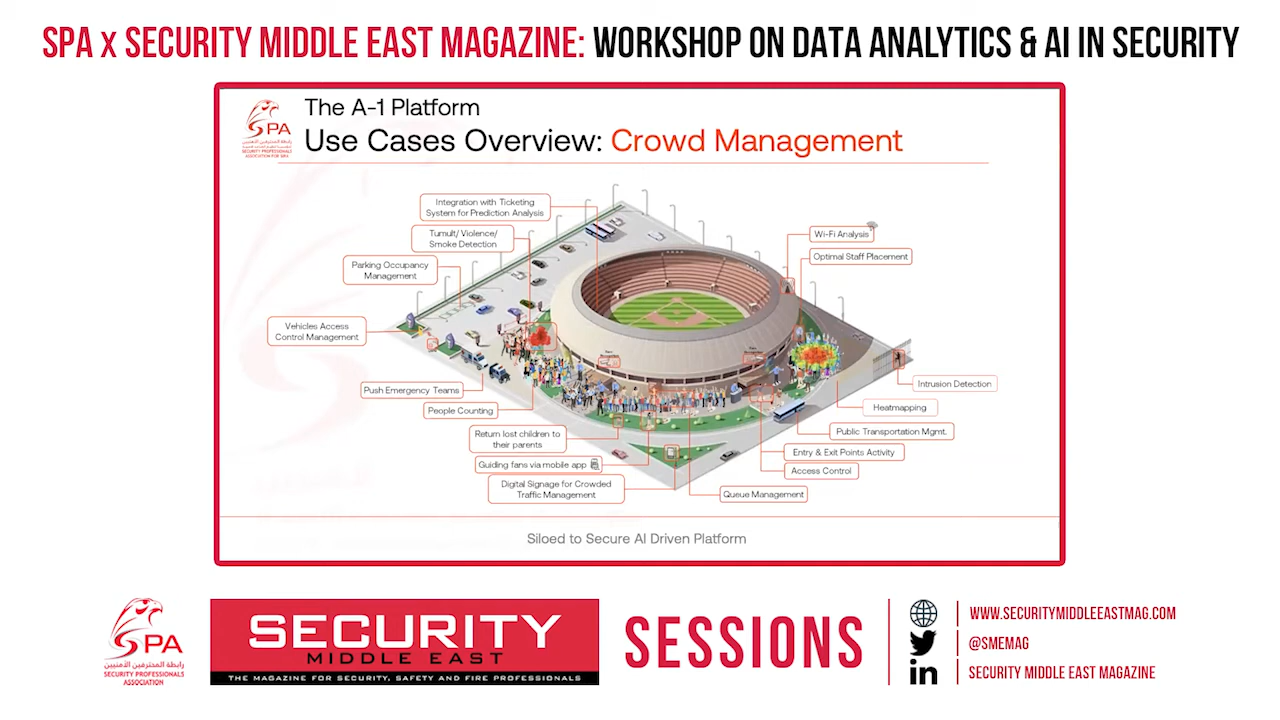 SPA x SECURITY MIDDLE EAST MAGAZINE: WORKSHOP ON DATA ANALYTICS & AI IN SECURITY
SPA
The A-1 Platform
Use Cases Overview: Crowd Management
Integration with Ticketing
System for Prediction Analysis
Tumult/ Violence/
Smoke Detection
Parking Occupancy
Management
Vehicles Access
Control Management
Push Emergency Teams
People Counting
Return lost children to
their parents
Guiding fans via mobile app
Digital Signage for Crowded
Traffic Management
Wi-Fi Analysis
Optimal Staff Placement
Intrusion Detection
Heatmapping
Public Transportation Mgmt.
Entry & Exit Points Activity
Access Control
Queue Management
Siloed to Secure AI Driven Platform
SPA
رابطة المحترفين الأمنيين
SECURITY PROFESSIONALS
ASSOCIATION
SECURITY
MIDDLE EAST
THE MAGAZINE FOR SECURITY, SAFETY AND FIRE PROFESSIONALS
SESSIONS
WWW.SECURITYMIDDLEEASTMAG.COM
@SMEMAG
in SECURITY MIDDLE EAST MAGAZINE